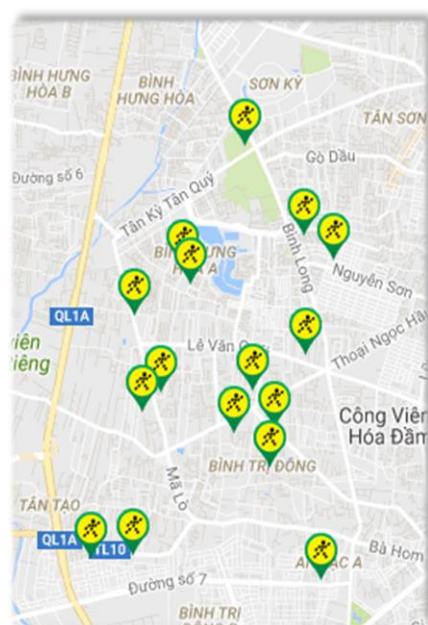 BÌNH HƯNG
HÒA B
BÌNH
HƯNG HÒA
SƠN KỲ
TÂN SƠN
Gò Dầu
Đường số 6
Tân Kỳ Tân Quý
Bình Long
Nguyễn Sơn
QL1A
Lê Văn
Thoại Ngọc Hầ
Công Viên
Hóa Đầm
BÌNH TRỊ ĐÔNG
Mã Lò
TÂN TẠO
QL1A
TL10
Bà Hom
Đường số 7
BÌNH TRỊ